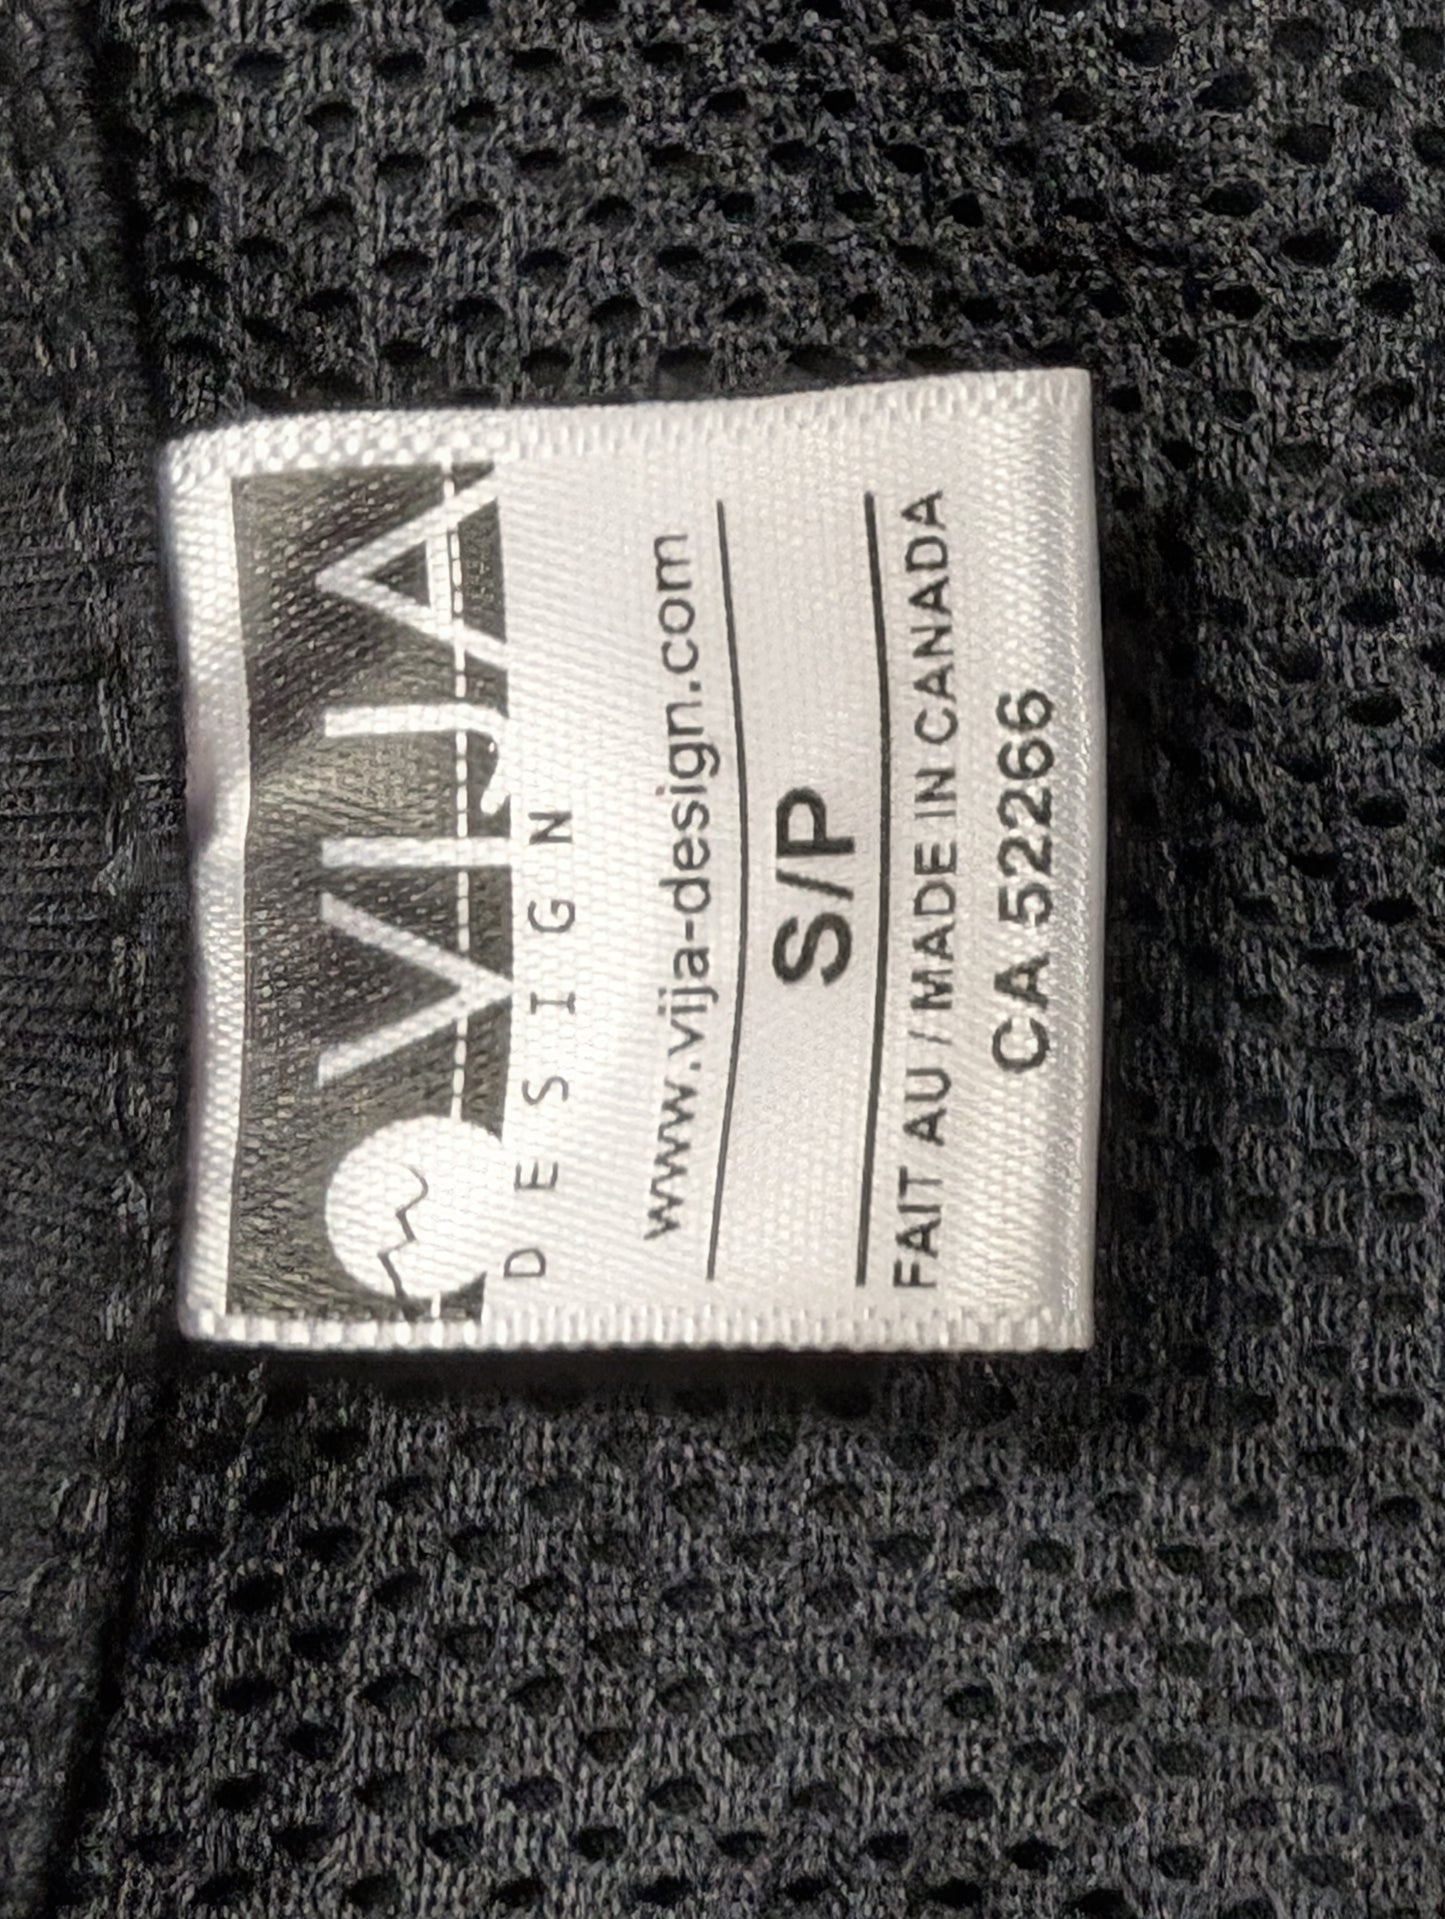 VIJA
DESIGN
www.vija-design.com
S/P
FAIT AU / MADE IN CANADA
CA 52266